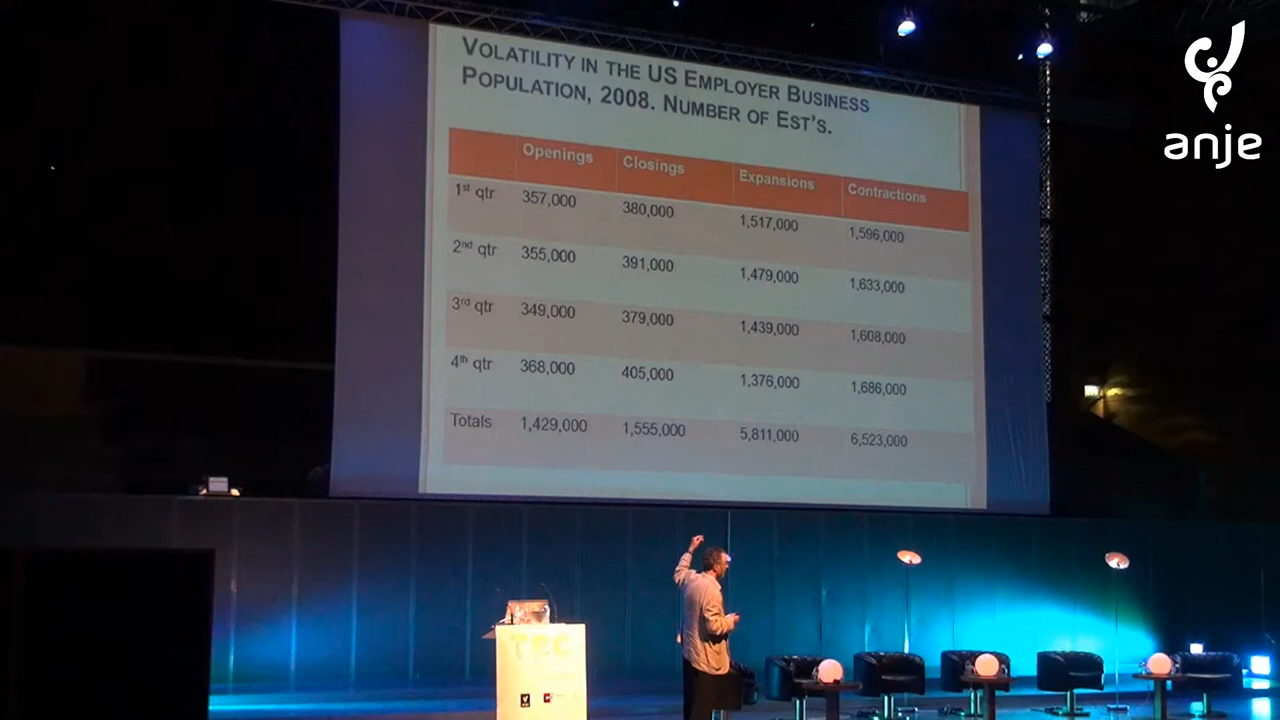 VOLATILITY IN THE US EMPLOYER BUSINESS
POPULATION, 2008. NUMBER OF EST'S.
Openings Closings Expansions Contractions
1st qtr 357,000 380,000 1,517,000 1,596,000
2nd qtr 355,000 391,000 1,479,000 1,633,000
3rd qtr 349,000 379,000 1,439,000 1,608,000
4th qtr 368,000 405,000 1,376,000 1,686,000
Totals 1,429,000 1,555,000 5,811,000 6,523,000
anje